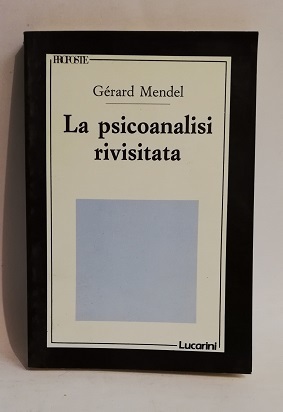 PROPOSTE
Gérard Mendel
La psicoanalisi
rivisitata
Lucarini